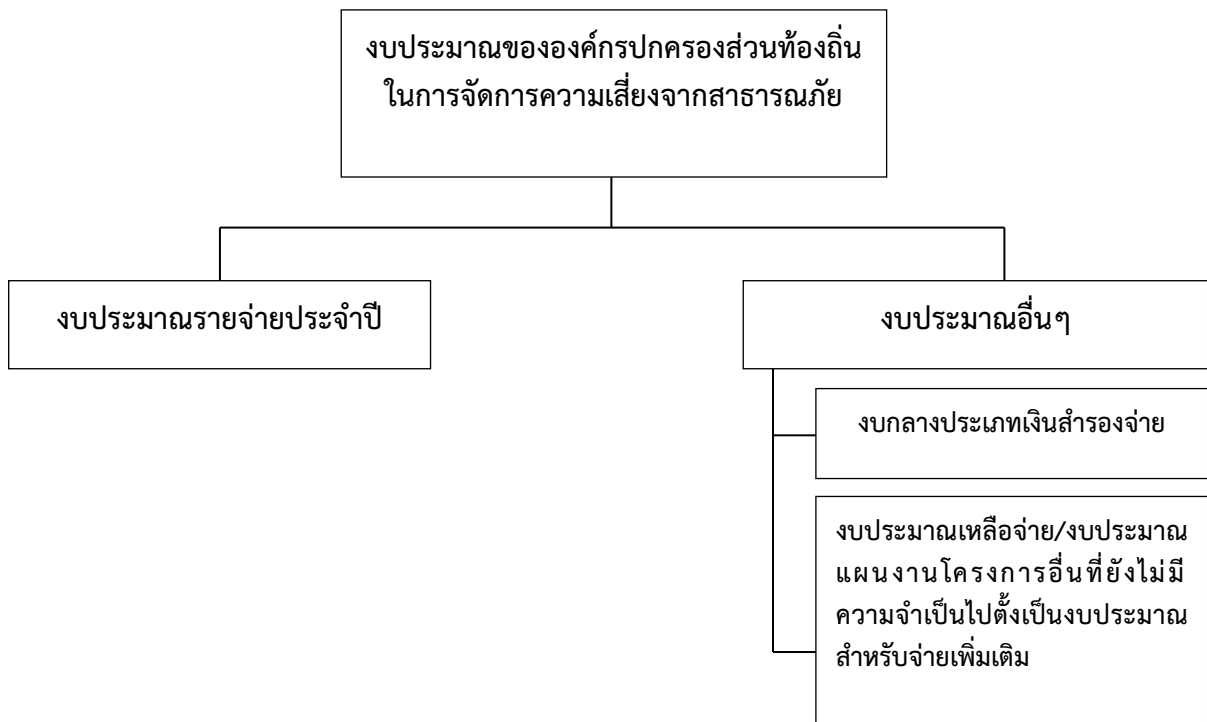 งบประมาณขององค์กรปกครองส่วนท้องถิ่น
ในการจัดการความเสี่ยงจากสาธารณภัย
งบประมาณรายจ่ายประจำปี
งบประมาณอื่นๆ
งบกลางประเภทเงินสำรองจ่าย
งบประมาณเหลือจ่าย/งบประมาณ
แผนงานโครงการอื่นที่ยังไม่มี
ความจำเป็นไปตั้งเป็นงบประมาณ
สำหรับจ่ายเพิ่มเติม